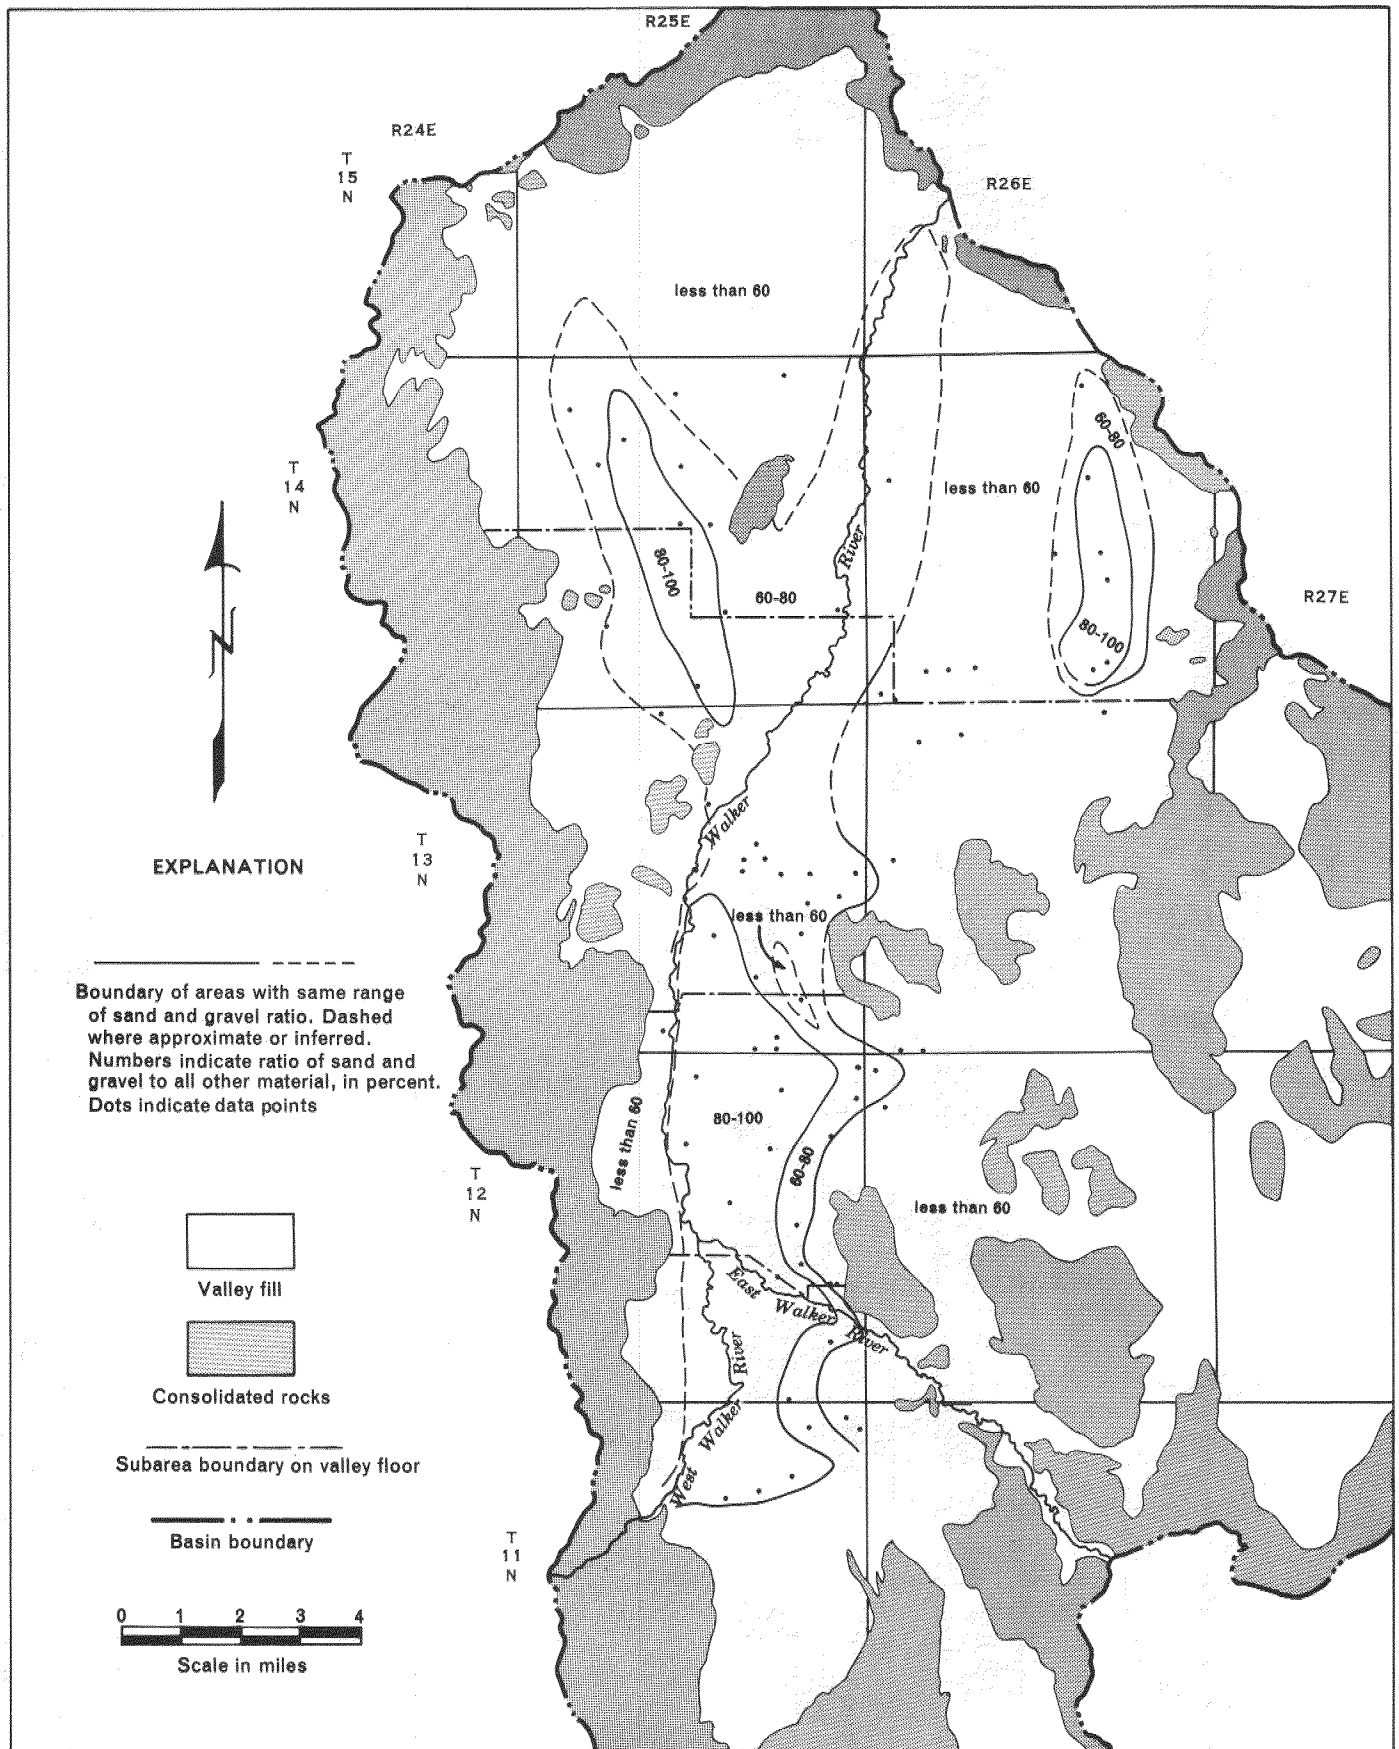 R25E
R24E
T
15
N
R26E
less than 60
60-80
T
14
N
less than 60
River
80-100
60-80
R27E
80-100
Walker
T
13
N
EXPLANATION
less than 60
Boundary of areas with same range
of sand and gravel ratio. Dashed
where approximate or inferred.
Numbers indicate ratio of sand and
gravel to all other material, in percent.
Dots indicate data points
80-100
less than 60
60-80
T
12
N
less than 60
Valley fill
East
Walker
River
River
Consolidated rocks
Walker
West
Subarea boundary on valley floor
Basin boundary
T
11
N
0 1 2 3 4
Scale in miles
N